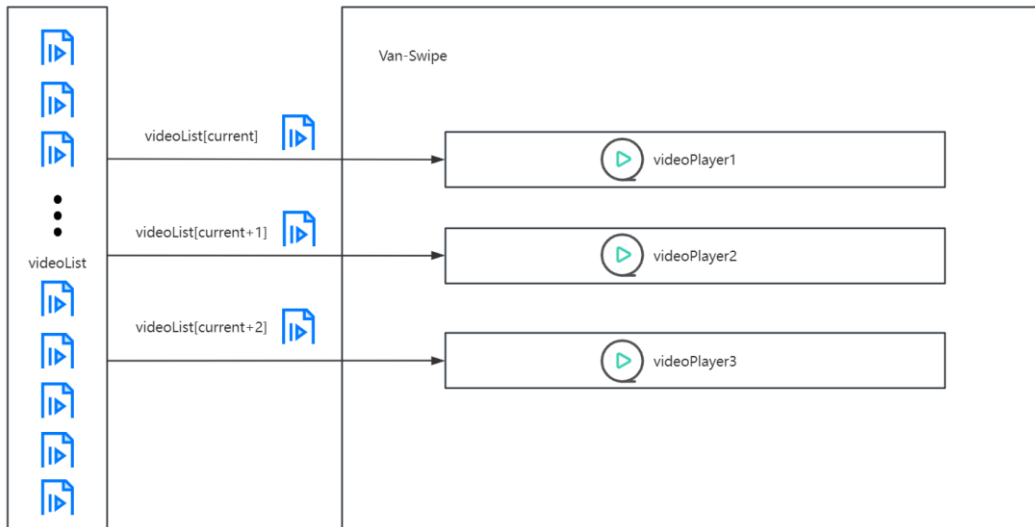 Van-Swipe
videoList[current]
videoPlayer1
videoList[current+1]
videoPlayer2
videoList
videoList[current+2]
videoPlayer3